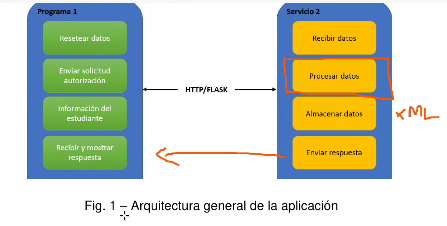 Programa 1
Resetear datos
Enviar solicitud
autorización
Información del
estudiante
Recibir y mostrar
respuesta
HTTP/FLASK
Servicio 2
Recibir datos
Procesar datos
Almacenar datos
XML
Enviar respuesta
Fig. 1 – Arquitectura general de la aplicación